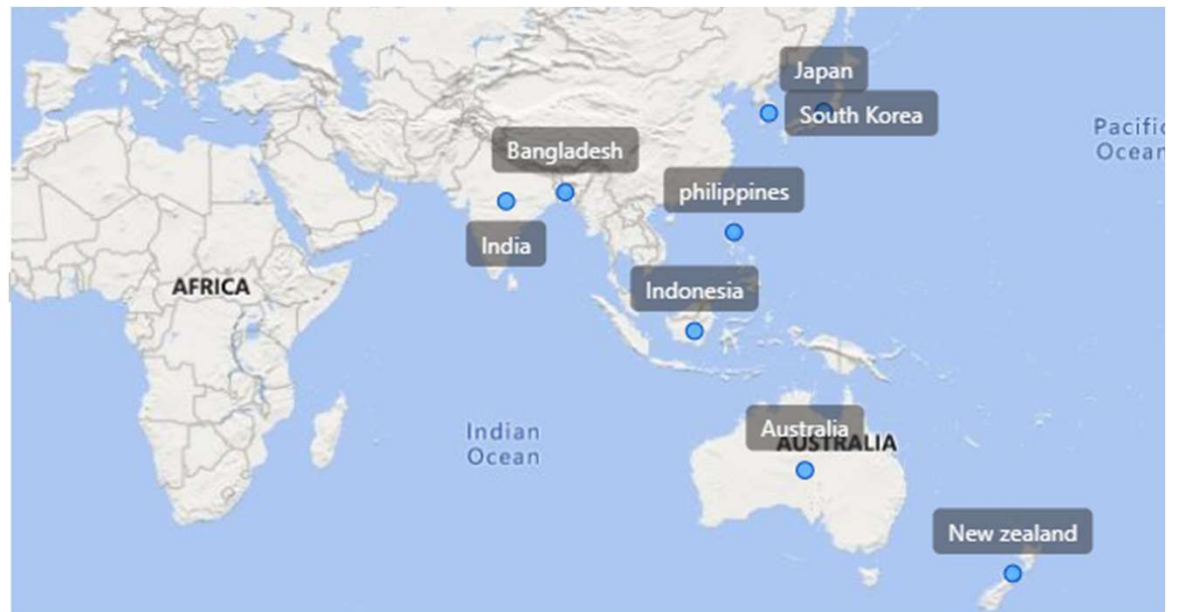 Japan
South Korea
Pacific
Ocean
Bangladesh
philippines
India
AFRICA
Indonesia
Indian
Ocean
Australia
AUSTRALIA
New zealand